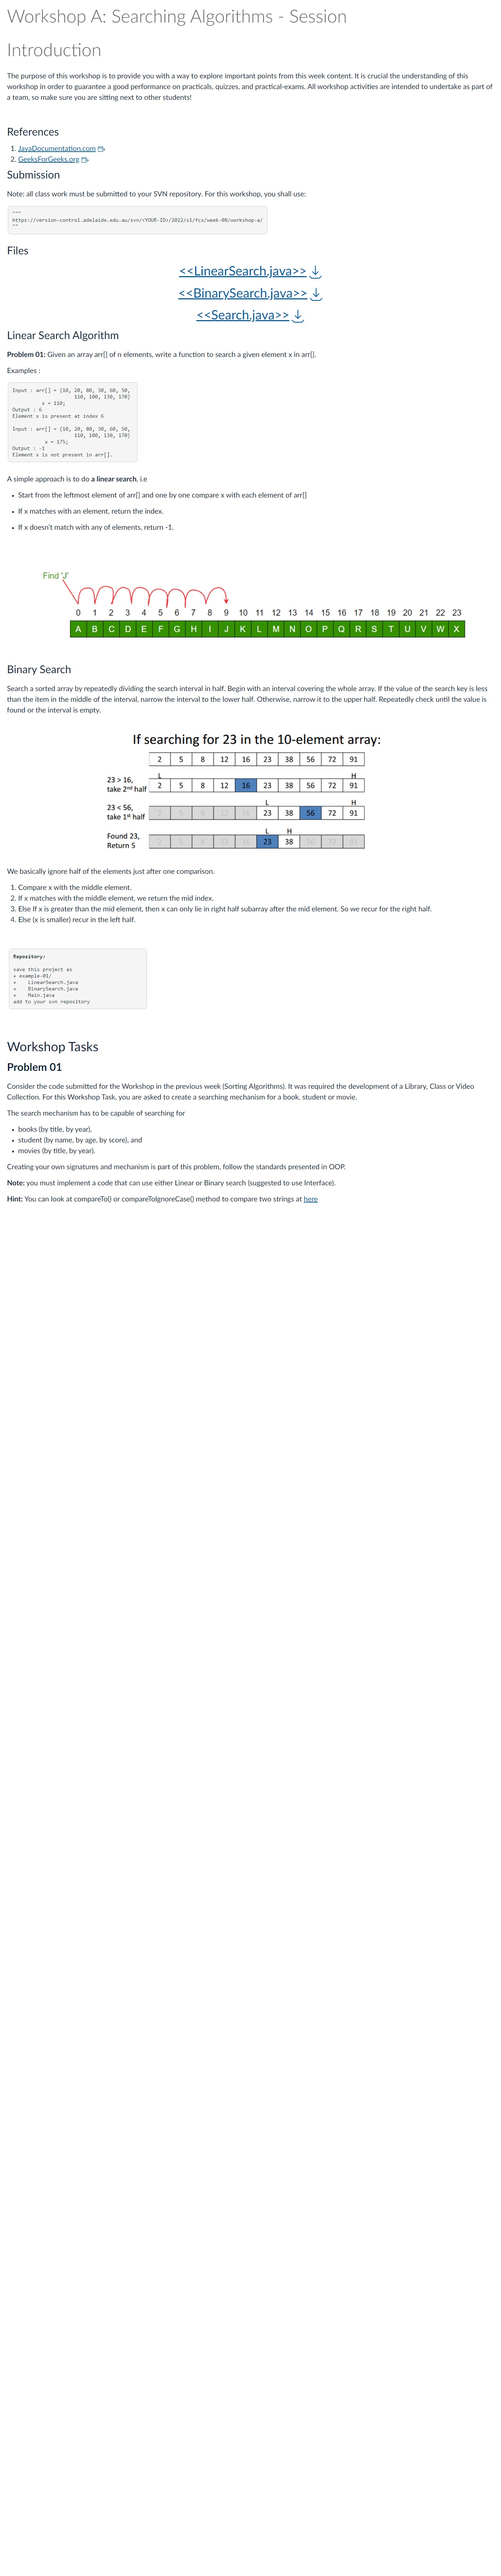 Workshop A: Searching Algorithms - Session
Introduction
The purpose of this workshop is to provide you with a way to explore important points from this week content. It is crucial the understanding of this
workshop in order to guarantee a good performance on practicals, quizzes, and practical-exams. All workshop activities are intended to undertake as part of
a team, so make sure you are sitting next to other students!
References
1. JavaDocumentation.com
2. GeeksForGeeks.org
Submission
Note: all class work must be submitted to your SVN repository. For this workshop, you shall use:
"""
https://version-control.adelaide.edu.au/svn/<YOUR-ID>/2022/s1/fcs/week-08/workshop-a/
""
Files
<<LinearSearch.java>>
<<BinarySearch.java>>
<<Search.java>>
Linear Search Algorithm
Problem 01: Given an array arr[] of n elements, write a function to search a given element x in arr[].
Examples :
Input : arr[] = {10, 20, 80, 30, 60, 50,
110, 100, 130, 170}
x = 110;
Output : 6
Element x is present at index 6
Input : arr[] = {10, 20, 80, 30, 60, 50,
110, 100, 130, 170}
x = 175;
Output : -1
Element x is not present in arr[].
A simple approach is to do a linear search, i.e
• Start from the leftmost element of arr[] and one by one compare x with each element of arr[]
• If x matches with an element, return the index.
• If x doesn't match with any of elements, return -1.
Find 'J'
0 1 2 3 4 5 6 7 8 9 10 11 12 13 14 15 16 17 18 19 20 21 22 23
A B C D E F G H I J K L M N O P Q R S T U V W X
Binary Search
Search a sorted array by repeatedly dividing the search interval in half. Begin with an interval covering the whole array. If the value of the search key is less
than the item in the middle of the interval, narrow the interval to the lower half. Otherwise, narrow it to the upper half. Repeatedly check until the value is
found or the interval is empty.
If searching for 23 in the 10-element array:
2 5 8 12 16 23 38 56 72 91
L H
23 > 16,
take 2nd half
2 5 8 12 16 23 38 56 72 91
L H
23 < 56,
take 1st half
2 5 8 12 16 23 38 56 72 91
L H
Found 23,
Return 5
2 5 8 12 16 23 38 56 72 91
We basically ignore half of the elements just after one comparison.
1. Compare x with the middle element.
2. If x matches with the middle element, we return the mid index.
3. Else If x is greater than the mid element, then x can only lie in right half subarray after the mid element. So we recur for the right half.
4. Else (x is smaller) recur in the left half.
Repository:
save this project as
+ example-01/
+ LinearSearch.java
+ BinarySearch.java
+ Main.java
add to your svn repository
Workshop Tasks
Problem 01
Consider the code submitted for the Workshop in the previous week (Sorting Algorithms). It was required the development of a Library, Class or Video
Collection. For this Workshop Task, you are asked to create a searching mechanism for a book, student or movie.
The search mechanism has to be capable of searching for
• books (by title, by year),
• student (by name, by age, by score), and
• movies (by title, by year).
Creating your own signatures and mechanism is part of this problem, follow the standards presented in OOP.
Note: you must implement a code that can use either Linear or Binary search (suggested to use Interface).
Hint: You can look at compareTo() or compareToIgnoreCase() method to compare two strings at here